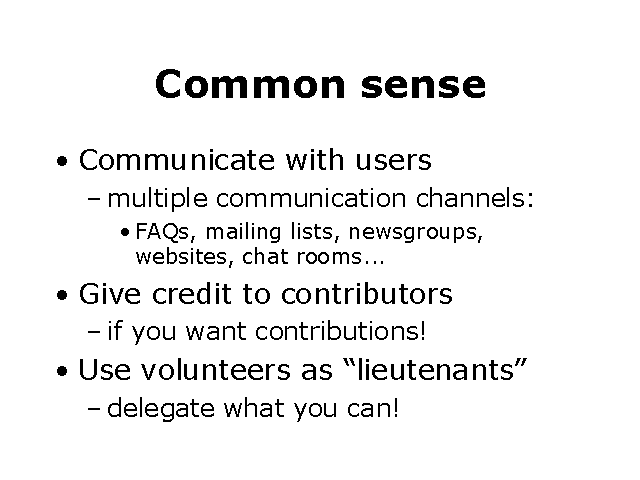 Common sense
• Communicate with users
– multiple communication channels:
• FAQs, mailing lists, newsgroups,
websites, chat rooms...
• Give credit to contributors
– if you want contributions!
• Use volunteers as “lieutenants”
– delegate what you can!